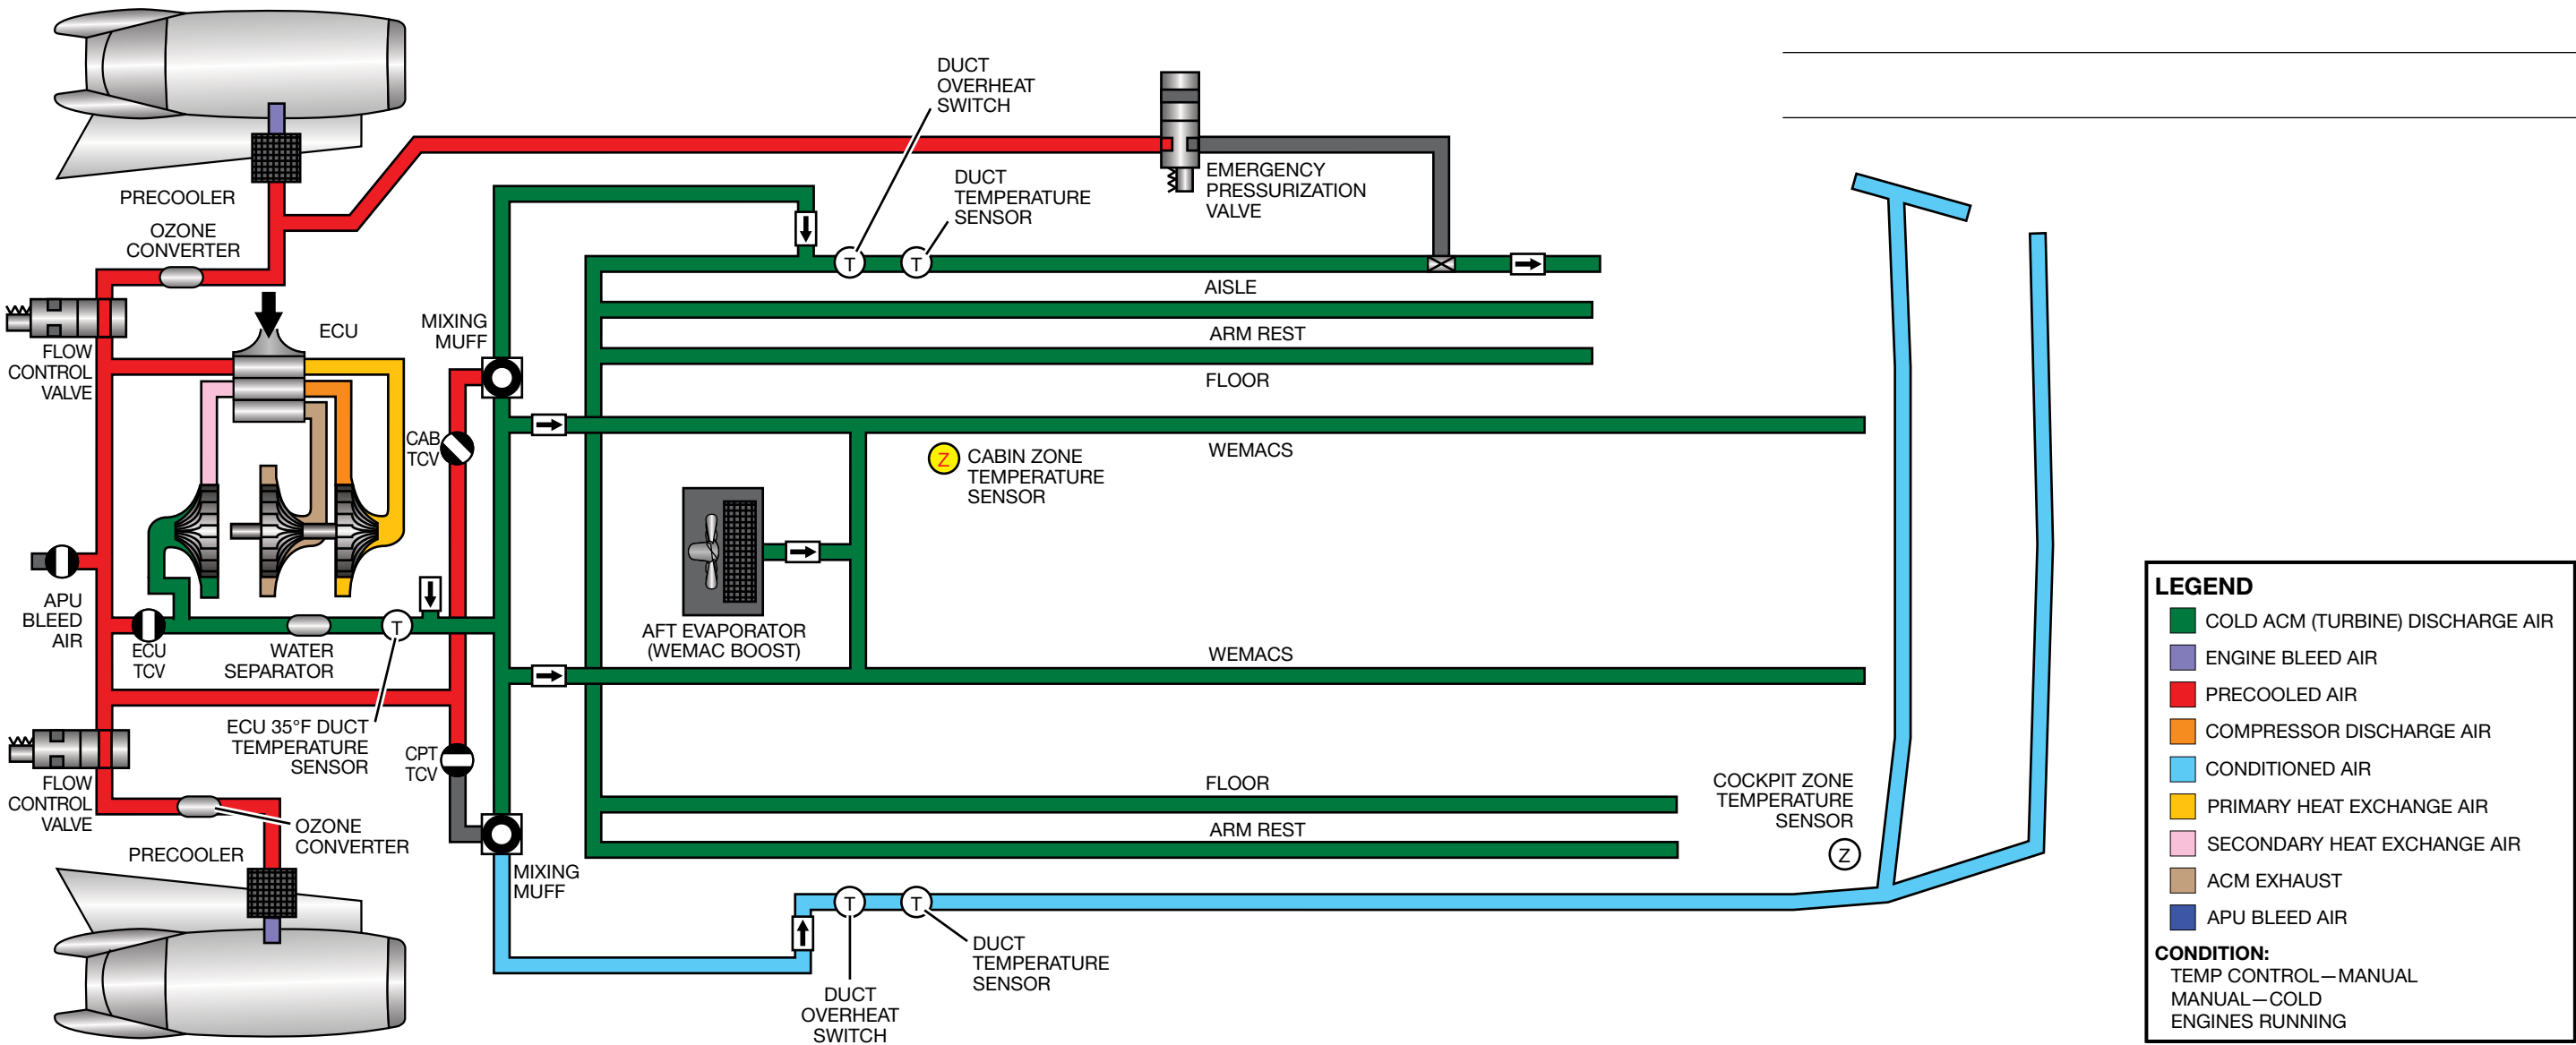 DUCT
OVERHEAT
SWITCH
PRECOOLER
OZONE
CONVERTER
DUCT
TEMPERATURE
SENSOR
EMERGENCY
PRESSURIZATION
VALVE
T
T
AISLE
ECU
MIXING
MUFF
ARM REST
FLOW
CONTROL
VALVE
FLOOR
CAB
TCV
WEMACS
Z
CABIN ZONE
TEMPERATURE
SENSOR
APU
BLEED
AIR
ECU
TCV
WATER
SEPARATOR
T
AFT EVAPORATOR
(WEMAC BOOST)
WEMACS
ECU 35°F DUCT
TEMPERATURE
SENSOR
CPT
TCV
FLOW
CONTROL
VALVE
OZONE
CONVERTER
PRECOOLER
MIXING
MUFF
FLOOR
ARM REST
COCKPIT ZONE
TEMPERATURE
SENSOR
Z
T
T
DUCT
TEMPERATURE
SENSOR
DUCT
OVERHEAT
SWITCH
LEGEND
COLD ACM (TURBINE) DISCHARGE AIR
ENGINE BLEED AIR
PRECOOLED AIR
COMPRESSOR DISCHARGE AIR
CONDITIONED AIR
PRIMARY HEAT EXCHANGE AIR
SECONDARY HEAT EXCHANGE AIR
ACM EXHAUST
APU BLEED AIR
CONDITION:
TEMP CONTROL—MANUAL
MANUAL—COLD
ENGINES RUNNING